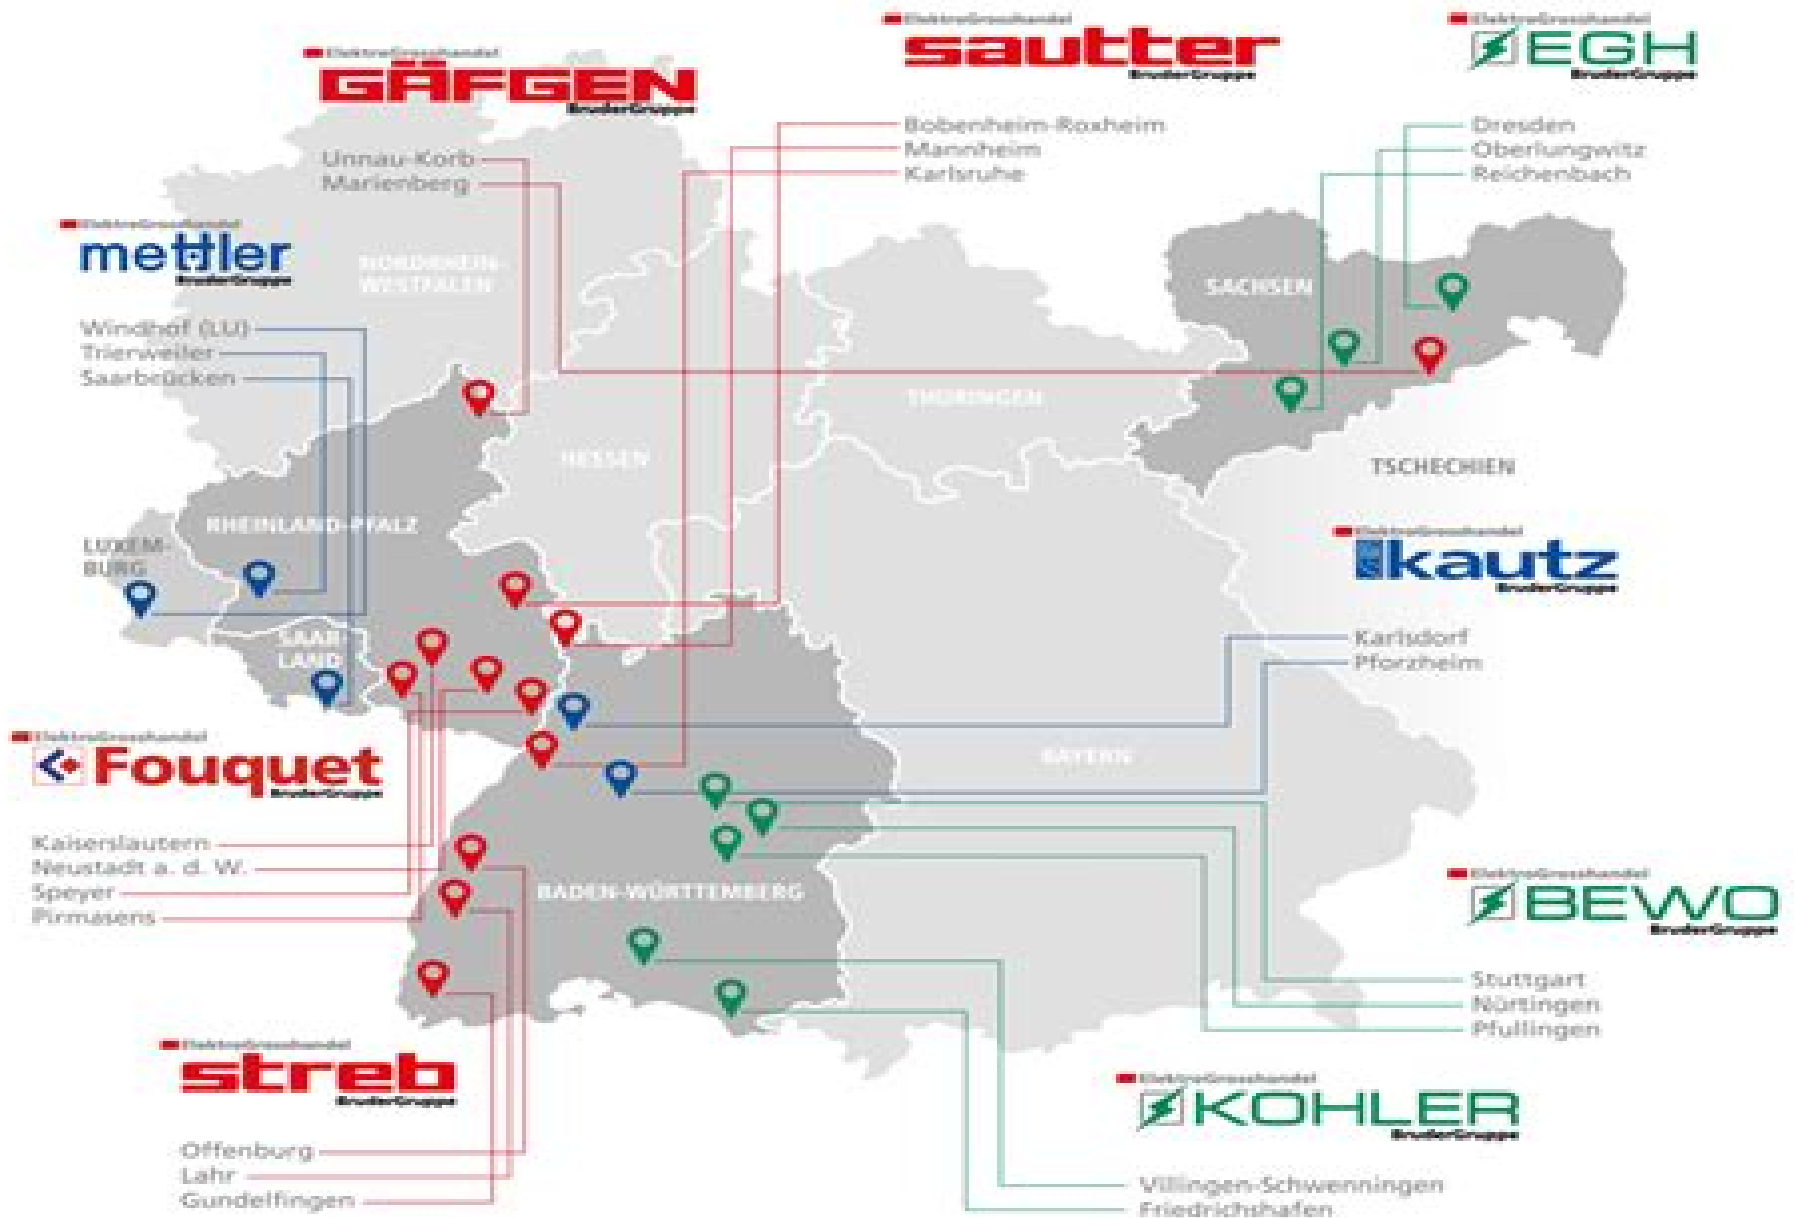 ElektroGrosshandel
GÄFGEN
BruderGruppe
Unnau-Korb
Marienberg
ElektroGrosshandel
sautter
BruderGruppe
Bobenheim-Roxheim
Mannheim
Karlsruhe
ElektroGrosshandel
EGH
BruderGruppe
Dresden
Oberlungwitz
Reichenbach
ElektroGrosshandel
mettler
BruderGruppe
Windhof (LU)
Trierweiler
Saarbrücken
NORDRHEIN-
WESTFALEN
SACHSEN
THÜRINGEN
HESSEN
TSCHECHIEN
RHEINLAND-PFALZ
LUXEM-
BURG
SAAR
LAND
BAYERN
BADEN-WÜRTTEMBERG
ElektroGrosshandel
kautz
BruderGruppe
Karlsdorf
Pforzheim
ElektroGrosshandel
Fouquet
BruderGruppe
Kaiserslautern
Neustadt a. d. W.
Speyer
Pirmasens
ElektroGrosshandel
BEWO
BruderGruppe
Stuttgart
Nürtingen
Pfullingen
ElektroGrosshandel
streb
BruderGruppe
Offenburg
Lahr
Gundelfingen
ElektroGrosshandel
KOHLER
BruderGruppe
Villingen-Schwenningen
Friedrichshafen